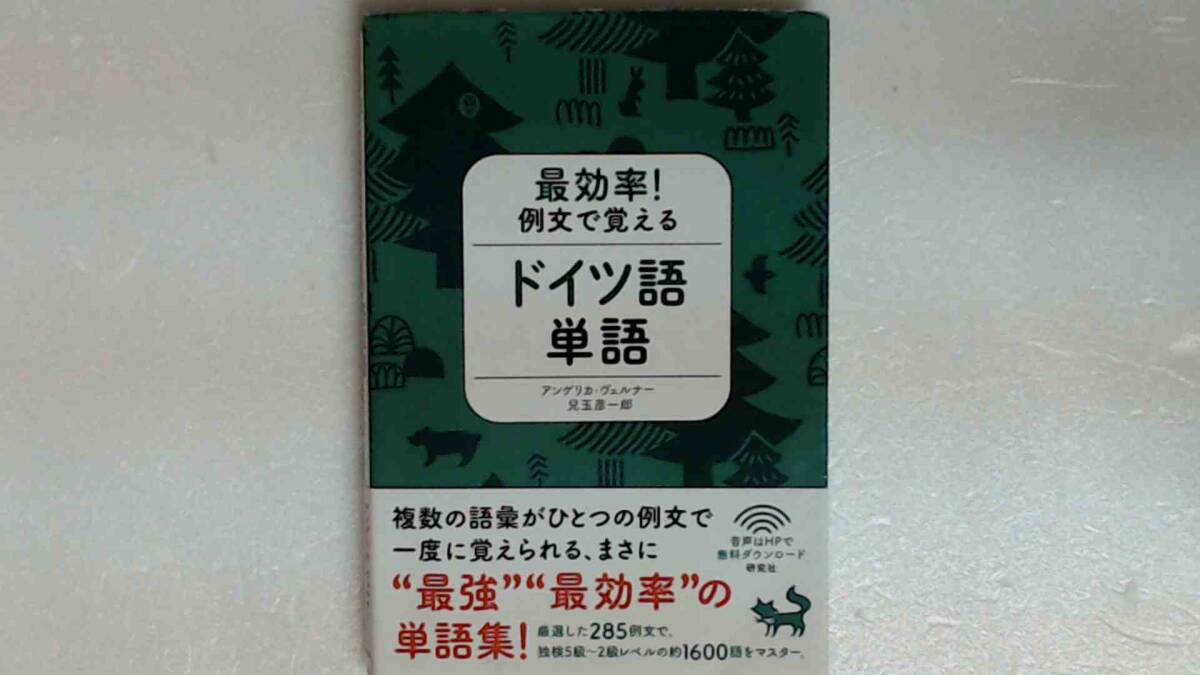 最効率!
例文で覚える
ドイツ語
単語
アンゲリカ・ヴェルナー
兒玉彦一郎
複数の語彙がひとつの例文で
一度に覚えられる、まさに
“最強”“最効率”の
単語集!
厳選した285例文で、
独検5級〜2級レベルの約1600語をマスター。
音声はHPで
無料ダウンロード
研究社